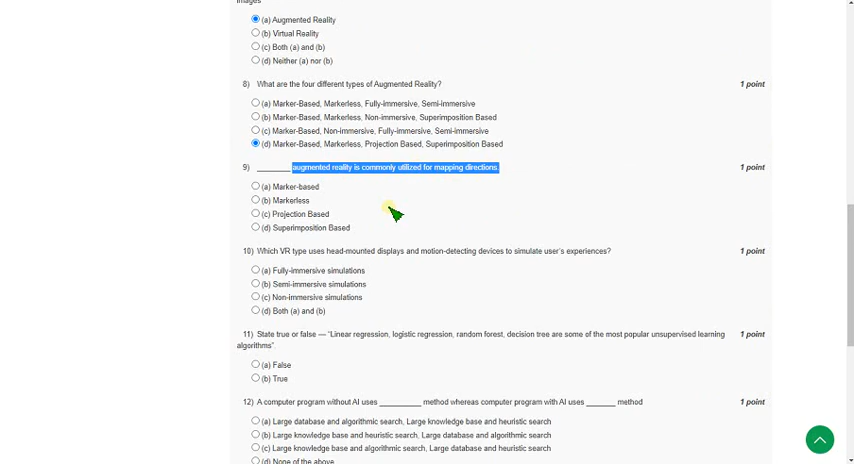 images
(a) Augmented Reality
(b) Virtual Reality
(c) Both (a) and (b)
(d) Neither (a) nor (b)
8) What are the four different types of Augmented Reality? 1 point
(a) Marker-Based, Markerless, Fully-immersive, Semi-immersive
(b) Marker-Based, Markerless, Non-immersive, Superimposition Based
(c) Marker-Based, Non-immersive, Fully-immersive, Semi-immersive
(d) Marker-Based, Markerless, Projection Based, Superimposition Based
9) ________ augmented reality is commonly utilized for mapping directions. 1 point
(a) Marker-based
(b) Markerless
(c) Projection Based
(d) Superimposition Based
10) Which VR type uses head-mounted displays and motion-detecting devices to simulate user's experiences? 1 point
(a) Fully-immersive simulations
(b) Semi-immersive simulations
(c) Non-immersive simulations
(d) Both (a) and (b)
11) State true or false — "Linear regression, logistic regression, random forest, decision tree are some of the most popular unsupervised learning 1 point
algorithms".
(a) False
(b) True
12) A computer program without AI uses __________ method whereas computer program with AI uses _______ method 1 point
(a) Large database and algorithmic search, Large knowledge base and heuristic search
(b) Large knowledge base and heuristic search, Large database and algorithmic search
(c) Large knowledge base and algorithmic search, Large database and heuristic search
(d) None of the above